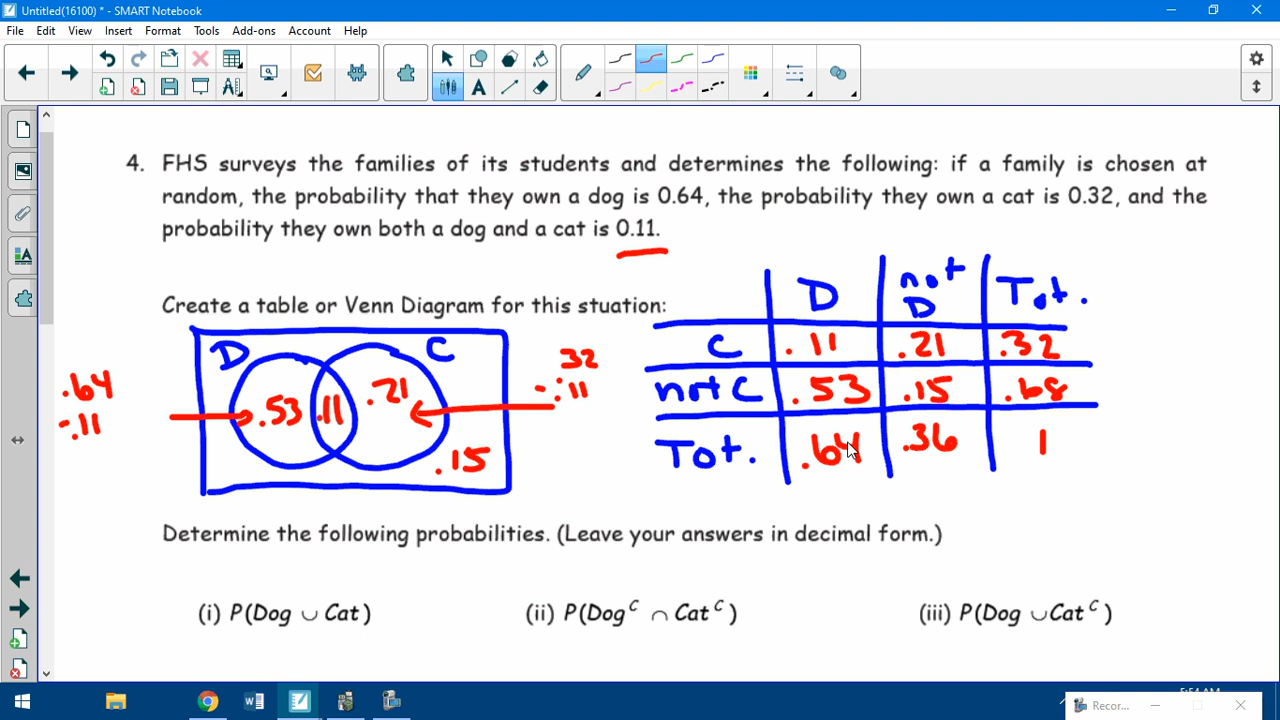 Untitled(16100) * - SMART Notebook
File Edit View Insert Format Tools Add-ons Account Help
4. FHS surveys the families of its students and determines the following: if a family is chosen at
random, the probability that they own a dog is 0.64, the probability they own a cat is 0.32, and the
probability they own both a dog and a cat is 0.11.
Create a table or Venn Diagram for this stuation:
D not D Tot.
C .11 .21 .32
not C .53 .15 .68
Tot. .64 .36 1
D C
.64
-.11
.53 .11 .21
.32
-.11
.15
Determine the following probabilities. (Leave your answers in decimal form.)
(i) P(Dog ∪ Cat) (ii) P(Dog^C ∩ Cat^C) (iii) P(Dog ∪Cat^C)
Recor...